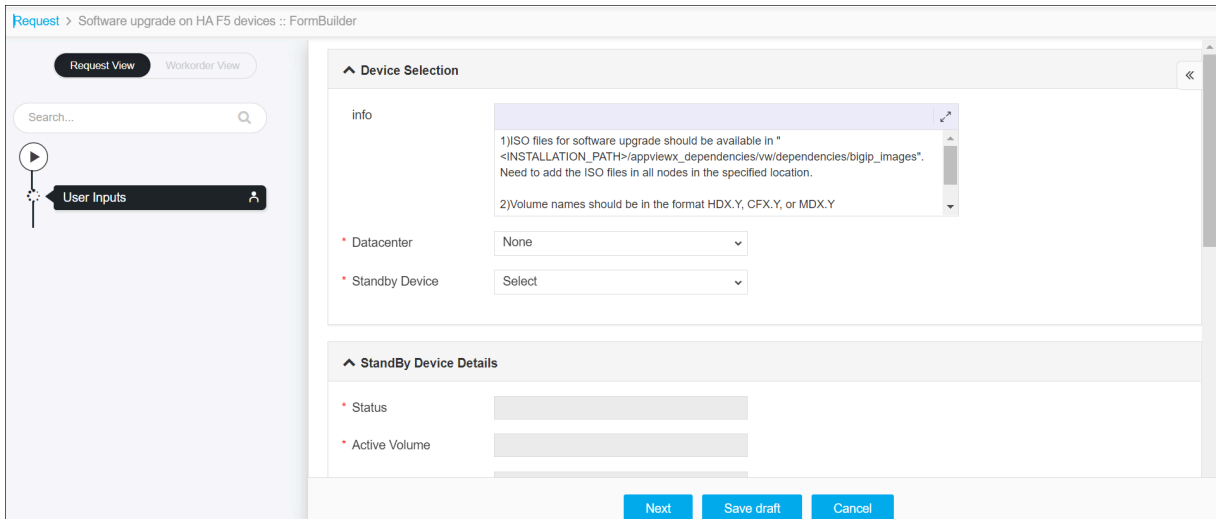 Request > Software upgrade on HA F5 devices :: FormBuilder
Request View
Workorder View
Search...
User Inputs
Device Selection
info
1)ISO files for software upgrade should be available in "
<INSTALLATION_PATH>/appviewx_dependencies/vw/dependencies/bigip_images".
Need to add the ISO files in all nodes in the specified location.
2)Volume names should be in the format HDX.Y, CFX.Y, or MDX.Y
* Datacenter
None
* Standby Device
Select
StandBy Device Details
* Status
* Active Volume
Next
Save draft
Cancel